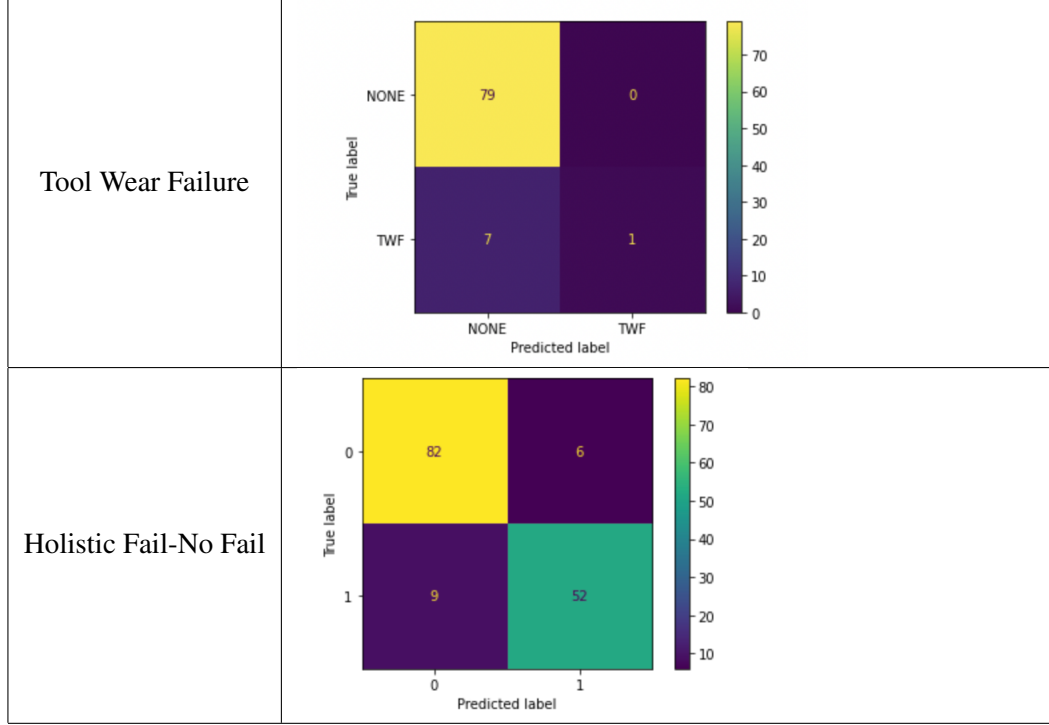 Tool Wear Failure
True label
NONE
79
0
TWF
7
1
NONE
TWF
Predicted label
70
60
50
40
30
20
10
0
Holistic Fail-No Fail
True label
0
82
6
1
9
52
0
1
Predicted label
80
70
60
50
40
30
20
10